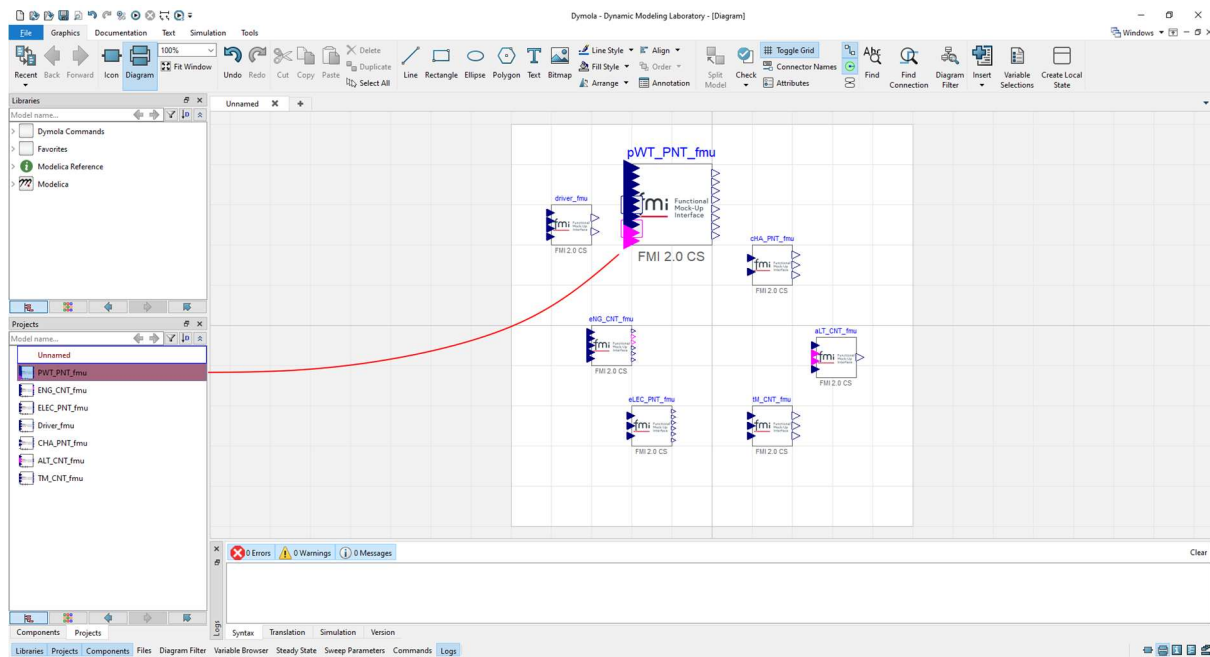 Dymola - Dynamic Modeling Laboratory - [Diagram]
File Graphics Documentation Text Simulation Tools
Windows
Recent Back Forward Icon Diagram
100%
Fit Window
Undo Redo Cut Copy Paste
Delete
Duplicate
Select All
Line Rectangle Ellipse Polygon Text Bitmap
Line Style
Fill Style
Arrange
Align
Order
Annotation
Split Model
Check
Toggle Grid
Connector Names
Attributes
Find
Find Connection
Diagram Filter
Insert
Variable Selections
Create Local State
Libraries
Model name...
Dymola Commands
Favorites
Modelica Reference
Modelica
Projects
Model name...
Unnamed
PWT_PNT_fmu
ENG_CNT_fmu
ELEC_PNT_fmu
Driver_fmu
CHA_PNT_fmu
ALT_CNT_fmu
TM_CNT_fmu
Components Projects
Unnamed
pWT_PNT_fmu
fmi Functional Mock-Up Interface
FMI 2.0 CS
driver_fmu
fmi
FMI 2.0 CS
cHA_PNT_fmu
fmi
FMI 2.0 CS
eNG_CNT_fmu
fmi
FMI 2.0 CS
aLT_CNT_fmu
fmi
FMI 2.0 CS
eLEC_PNT_fmu
fmi
FMI 2.0 CS
tM_CNT_fmu
fmi
FMI 2.0 CS
0 Errors 0 Warnings 0 Messages
Clear
Logs
Syntax Translation Simulation Version
Libraries Projects Components Files Diagram Filter Variable Browser Steady State Sweep Parameters Commands Logs